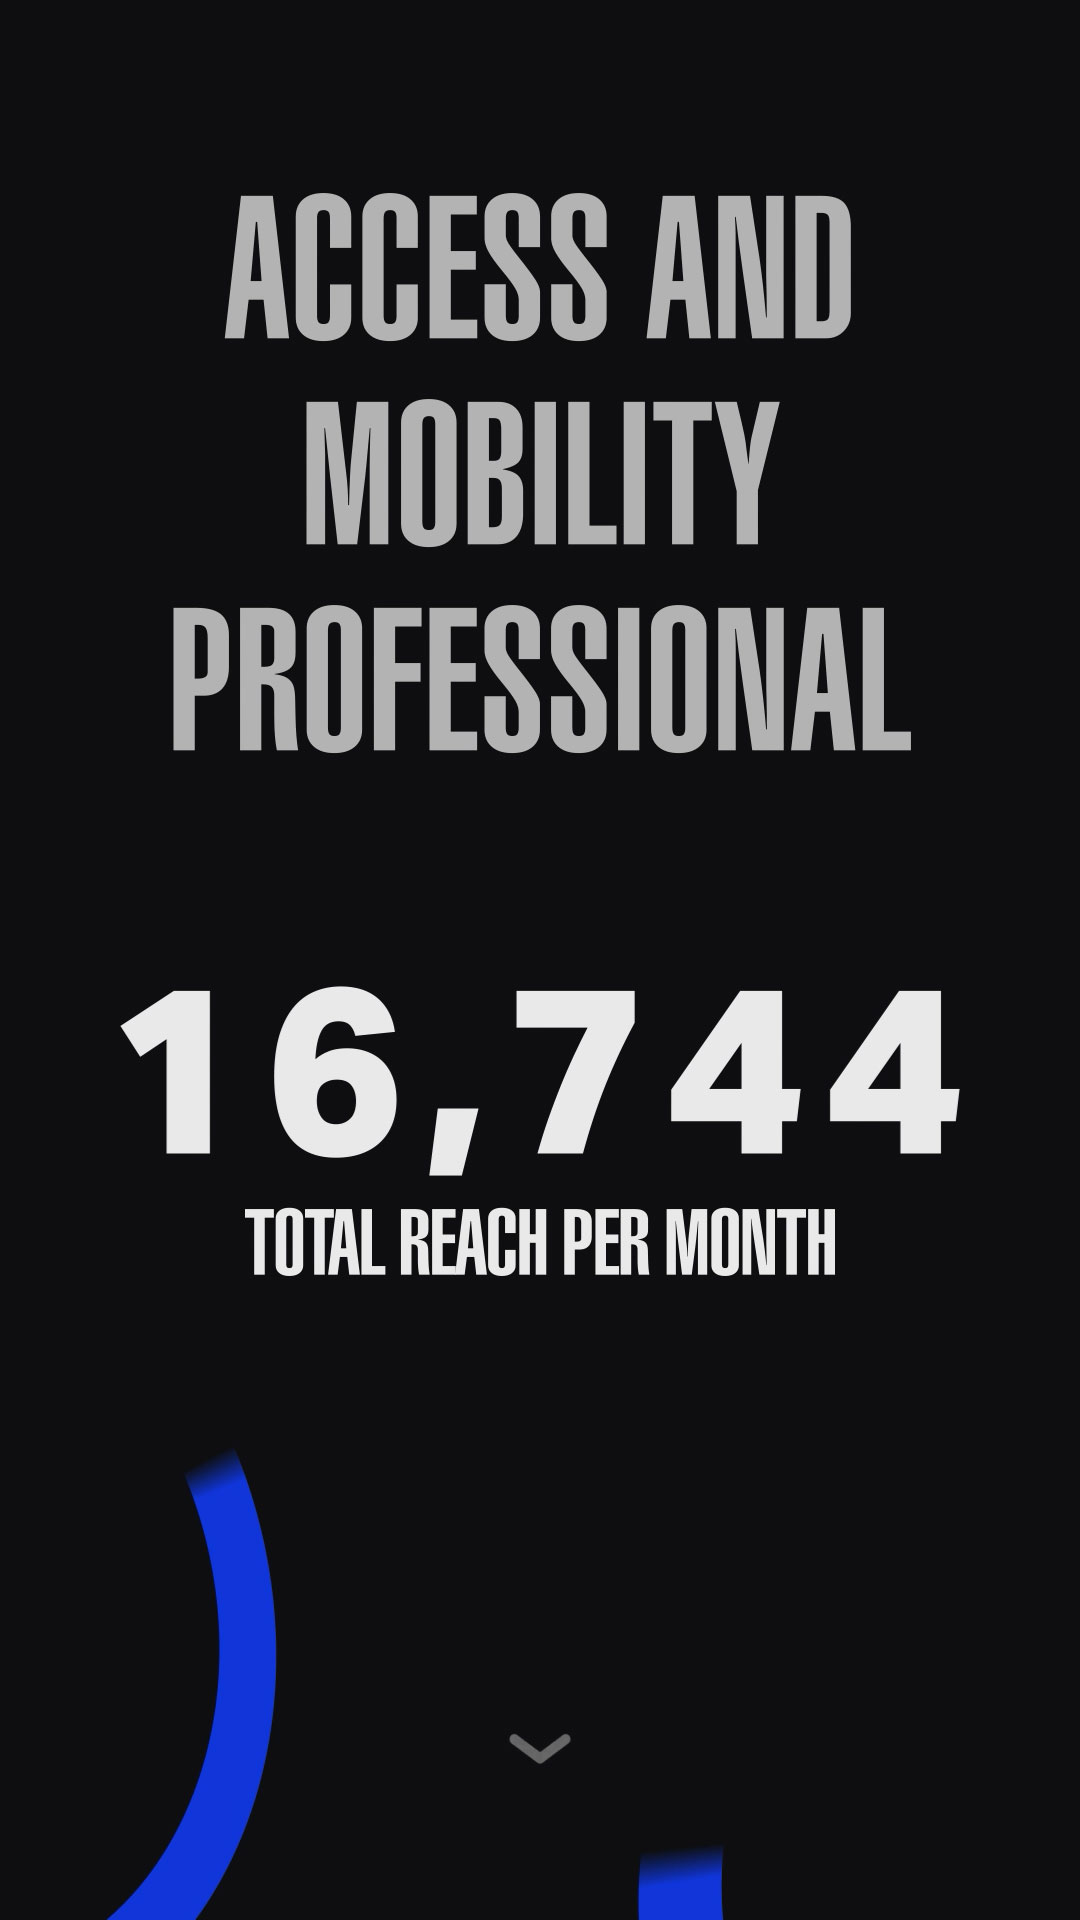 ACCESS AND
MOBILITY
PROFESSIONAL
16,744
TOTAL REACH PER MONTH